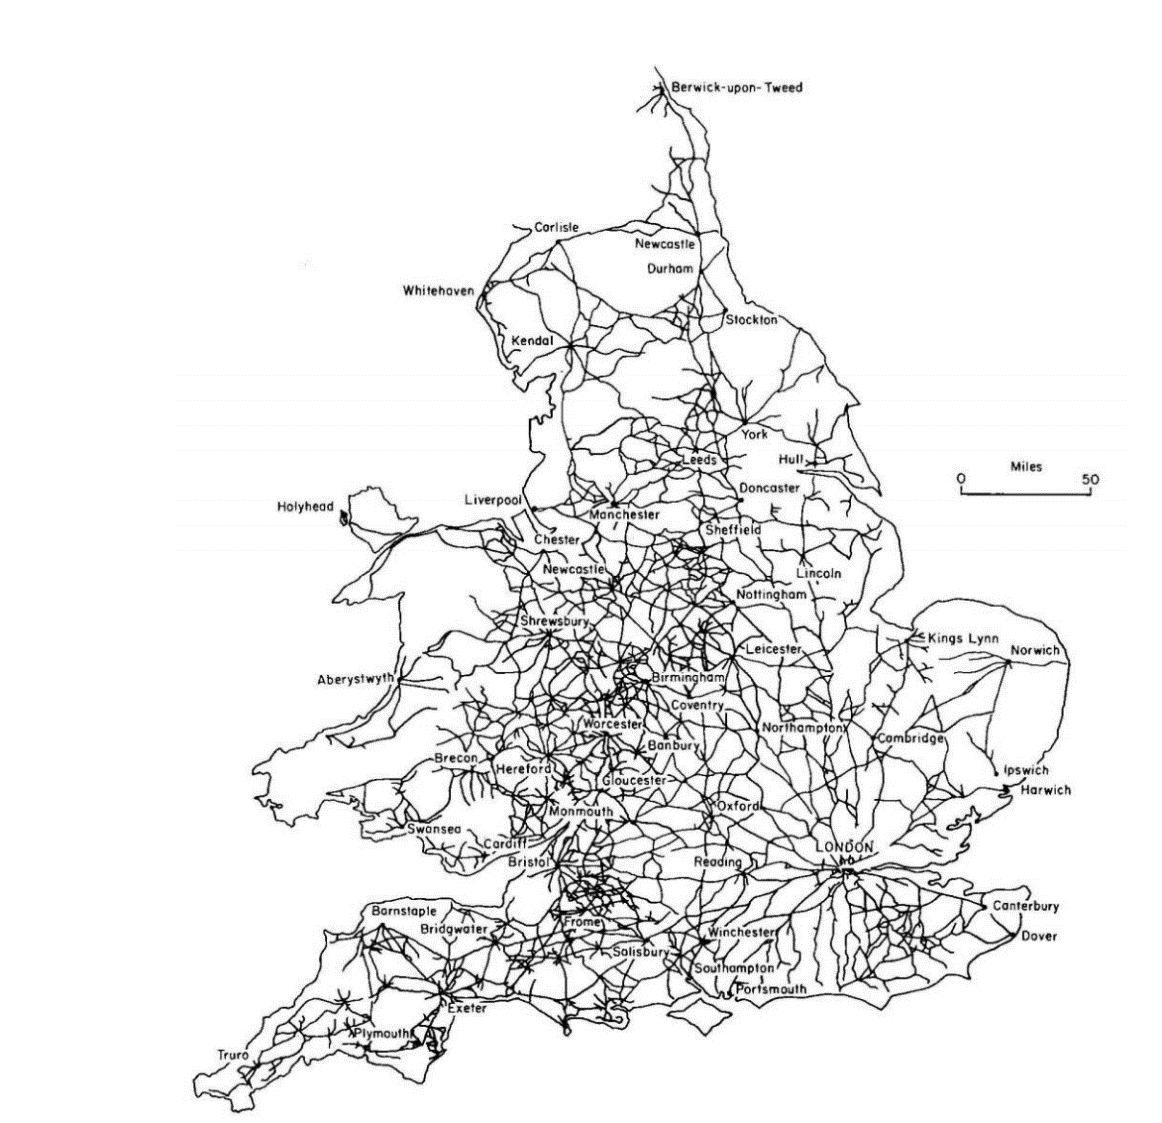 Berwick-upon-Tweed
Carlisle
Newcastle
Durham
Whitehaven
Stockton
Kendal
York
Leeds
Hull
Miles
0 50
Doncaster
Liverpool
Holyhead
Manchester
Sheffield
Chester
Newcastle
Lincoln
Nottingham
Shrewsbury
Kings Lynn
Leicester
Norwich
Aberystwyth
Birmingham
Coventry
Worcester
Northampton
Cambridge
Banbury
Brecon
Hereford
Ipswich
Gloucester
Harwich
Oxford
Monmouth
Swansea
Cardiff
LONDON
Bristol
Reading
Canterbury
Barnstaple
Frome
Bridgwater
Winchester
Dover
Salisbury
Southampton
Portsmouth
Exeter
Plymouth
Truro